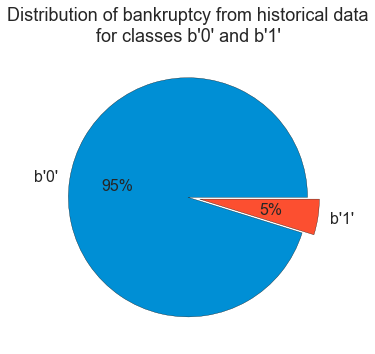 Distribution of bankruptcy from historical data
for classes b'0' and b'1'
b'0'
95%
5%
b'1'